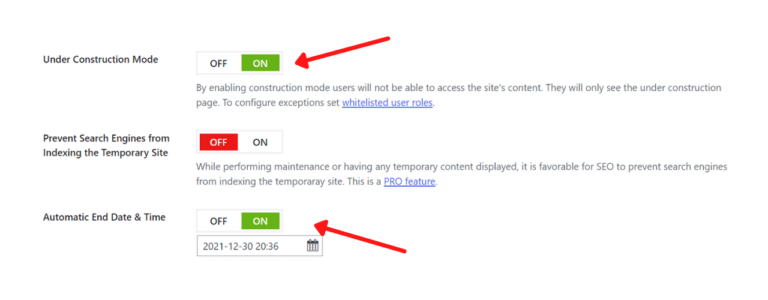 Under Construction Mode
OFF ON
By enabling construction mode users will not be able to access the site's content. They will only see the under construction
page. To configure exceptions set whitelisted user roles.
Prevent Search Engines from
Indexing the Temporary Site
OFF ON
While performing maintenance or having any temporary content displayed, it is favorable for SEO to prevent search engines
from indexing the temporaray site. This is a PRO feature.
Automatic End Date & Time
OFF ON
2021-12-30 20:36